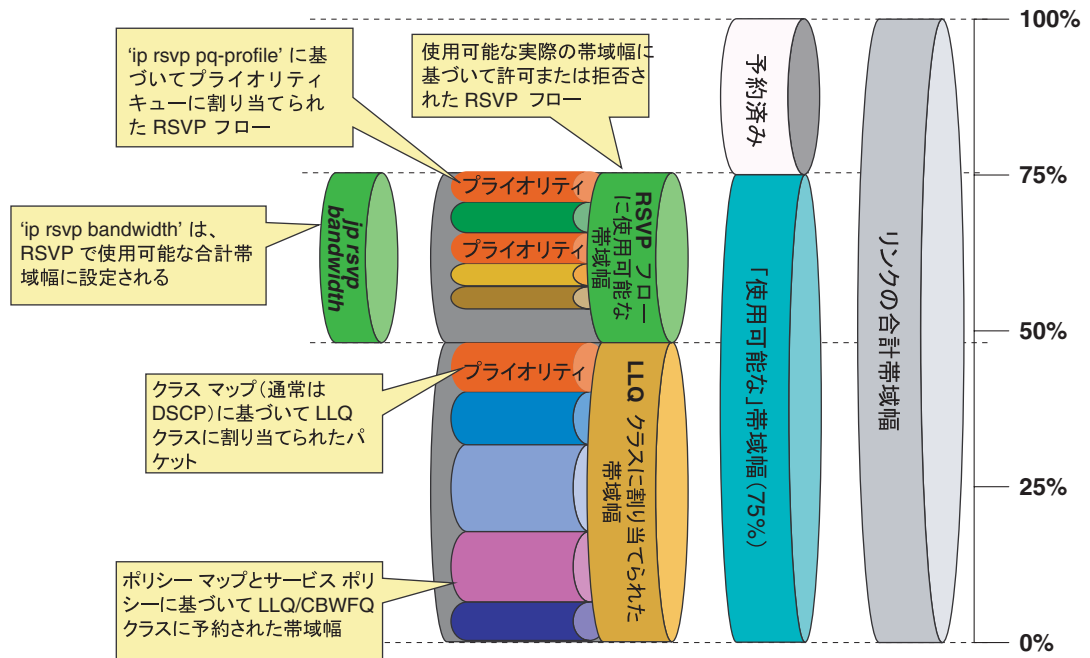 'ip rsvp pq-profile' に基
づいてプライオリティ
キューに割り当てられ
た RSVP フロー
使用可能な実際の帯域幅に
基づいて許可または拒否さ
れた RSVP フロー
'ip rsvp bandwidth' は、
RSVP で使用可能な合計帯
域幅に設定される
ip rsvp
bandwidth
プライオリティ
プライオリティ
RSVP フロー
に使用可能な
帯域幅
クラス マップ（通常は
DSCP）に基づいて LLQ
クラスに割り当てられたパ
ケット
プライオリティ
LLQ クラスに割り当てられた
帯域幅
ポリシー マップとサービス ポリ
シーに基づいて LLQ/CBWFQ
クラスに予約された帯域幅
予約済み
「使用可能な」帯域幅（75%）
リンクの合計帯域幅
100%
75%
50%
25%
0%